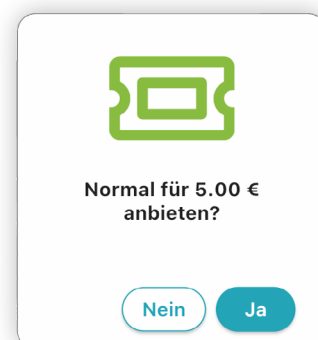 Normal für 5.00 €
anbieten?
Nein
Ja